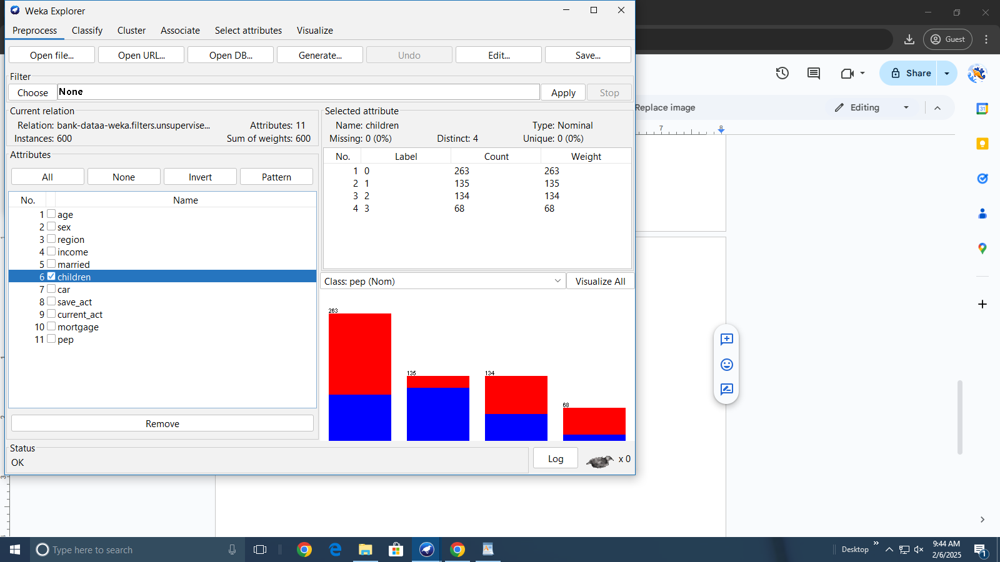 Weka Explorer
Preprocess Classify Cluster Associate Select attributes Visualize
Open file... Open URL... Open DB... Generate... Undo Edit... Save...
Filter
Choose None Apply Stop
Current relation
Relation: bank-dataa-weka.filters.unsupervise... Attributes: 11
Instances: 600 Sum of weights: 600
Attributes
All None Invert Pattern
No. Name
1 age
2 sex
3 region
4 income
5 married
6 children
7 car
8 save_act
9 current_act
10 mortgage
11 pep
Remove
Status
OK
Selected attribute
Name: children Type: Nominal
Missing: 0 (0%) Distinct: 4 Unique: 0 (0%)
No. Label Count Weight
1 0 263 263
2 1 135 135
3 2 134 134
4 3 68 68
Class: pep (Nom) Visualize All
263
135
134
68
Log x 0
Guest
Share
Replace image Editing
7 8
31
1
1
2
3
Type here to search
Desktop
9:44 AM
2/6/2025
1